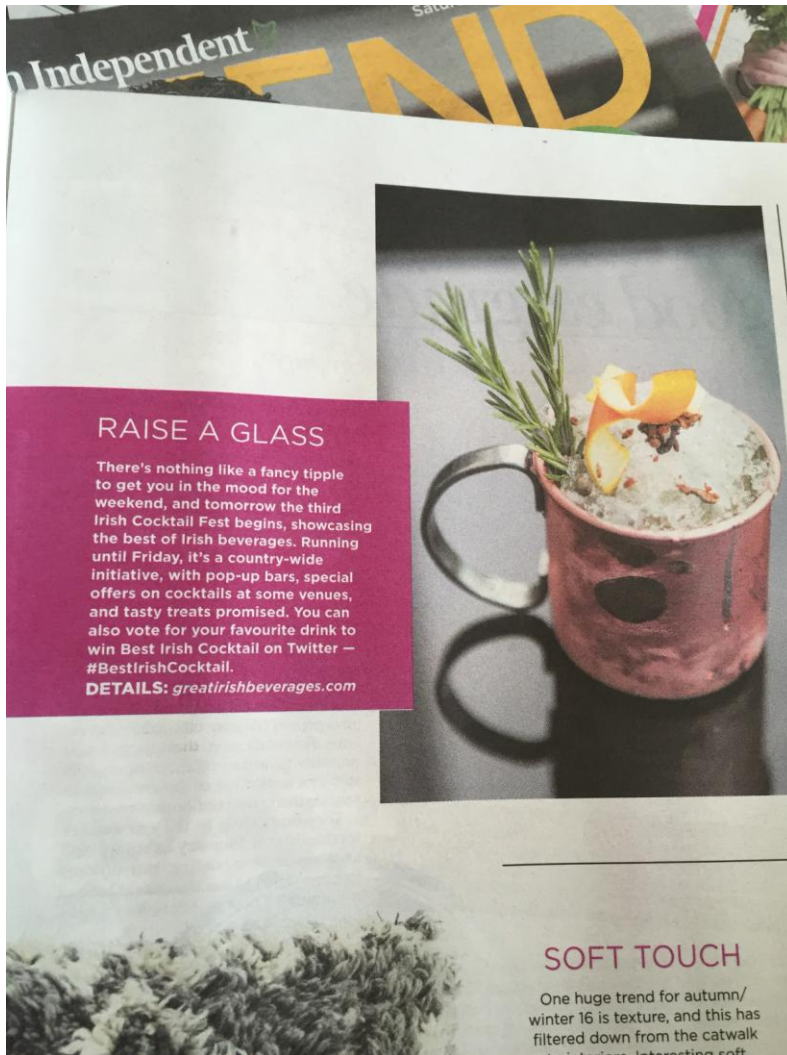 Independent
END
RAISE A GLASS
There's nothing like a fancy tipple
to get you in the mood for the
weekend, and tomorrow the third
Irish Cocktail Fest begins, showcasing
the best of Irish beverages. Running
until Friday, it's a country-wide
initiative, with pop-up bars, special
offers on cocktails at some venues,
and tasty treats promised. You can
also vote for your favourite drink to
win Best Irish Cocktail on Twitter —
#BestIrishCocktail.
DETAILS: greatirishbeverages.com
SOFT TOUCH
One huge trend for autumn/
winter 16 is texture, and this has
filtered down from the catwalk
interiors. Interesting soft